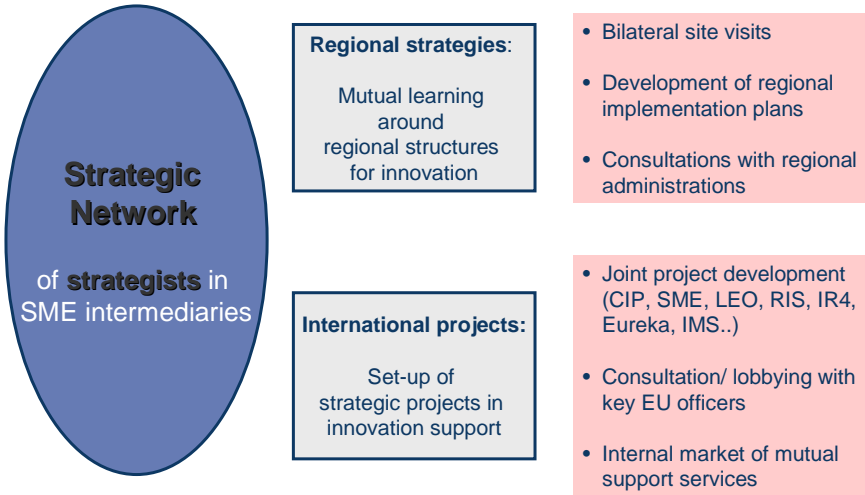 Strategic
Network
of strategists in
SME intermediaries
Regional strategies:
Mutual learning
around
regional structures
for innovation
• Bilateral site visits
• Development of regional
implementation plans
• Consultations with regional
administrations
International projects:
Set-up of
strategic projects in
innovation support
• Joint project development
(CIP, SME, LEO, RIS, IR4,
Eureka, IMS..)
• Consultation/ lobbying with
key EU officers
• Internal market of mutual
support services